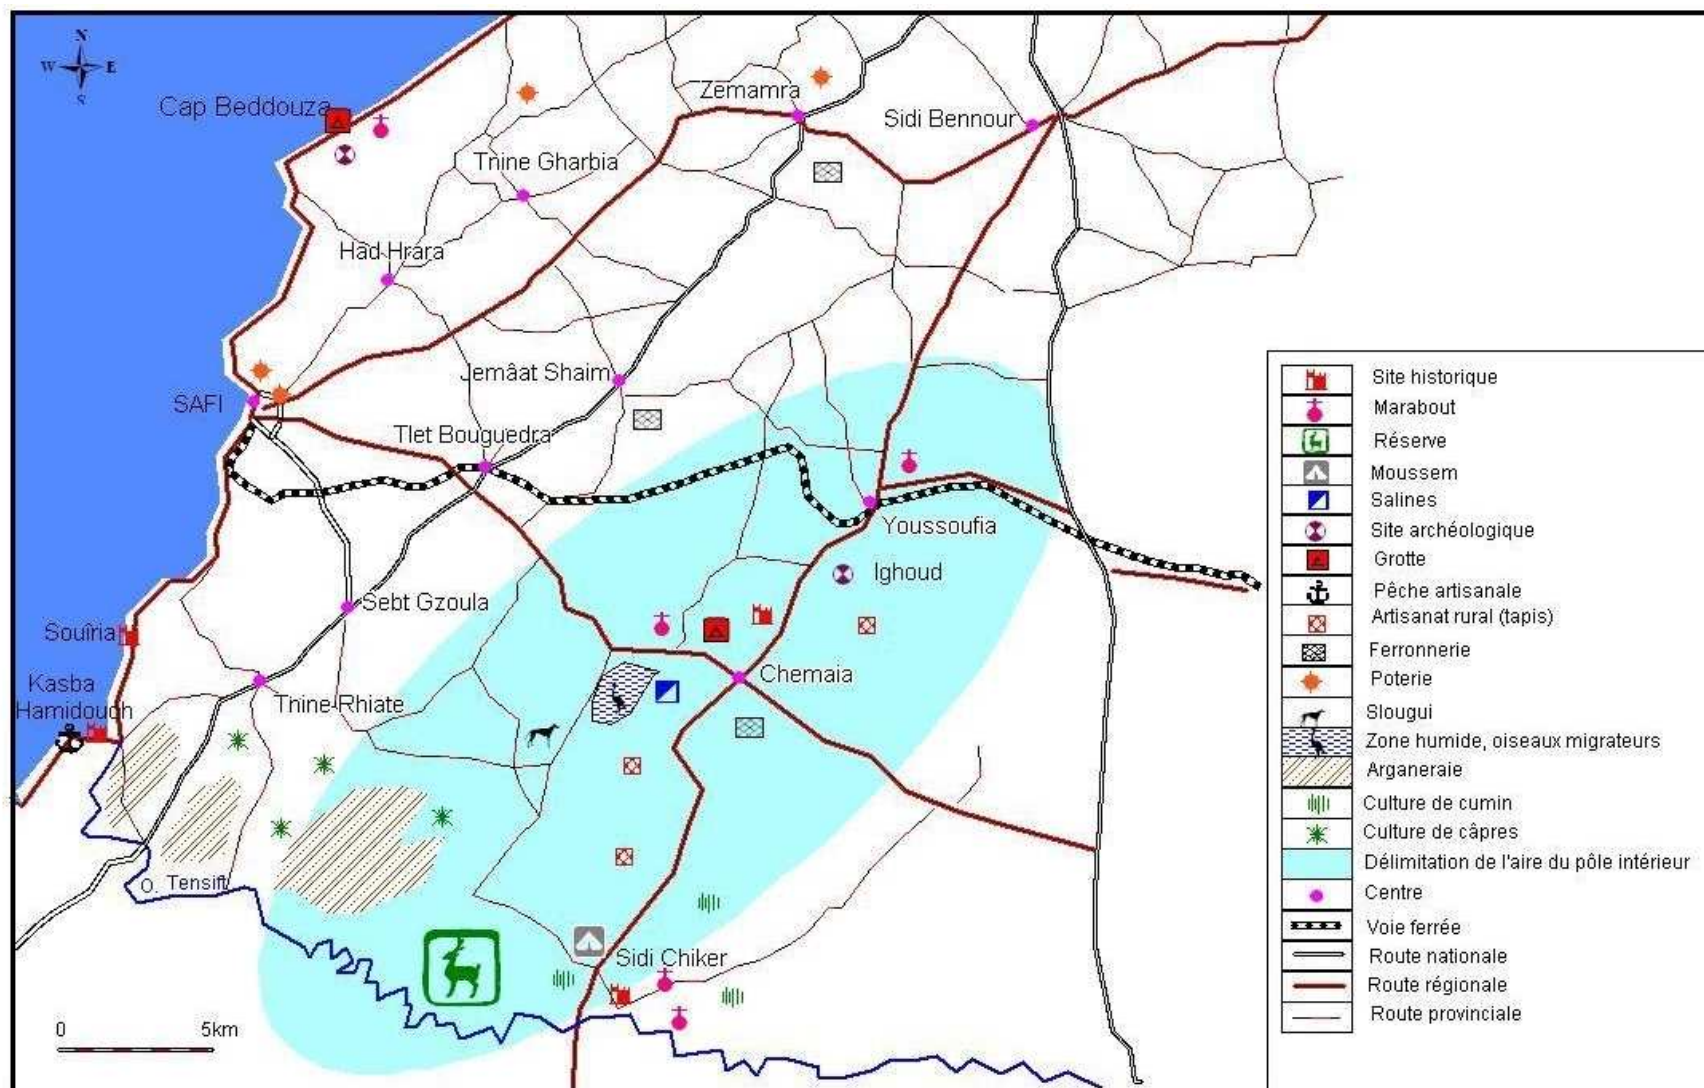 N
W E
S
Cap Beddouza
Zemamra
Sidi Bennour
Tnine Gharbia
Had Hrara
Jemâat Shaim
SAFI
Tlet Bouguedra
Youssoufia
Ighoud
Sebt Gzoula
Souîria
Chemaia
Kasba
Hamidouch
Tnine Rhiate
O. Tensift
Sidi Chiker
0 5km
Site historique
Marabout
Réserve
Moussem
Salines
Site archéologique
Grotte
Pêche artisanale
Artisanat rural (tapis)
Ferronnerie
Poterie
Slougui
Zone humide, oiseaux migrateurs
Arganeraie
Culture de cumin
Culture de câpres
Délimitation de l'aire du pôle intérieur
Centre
Voie ferrée
Route nationale
Route régionale
Route provinciale